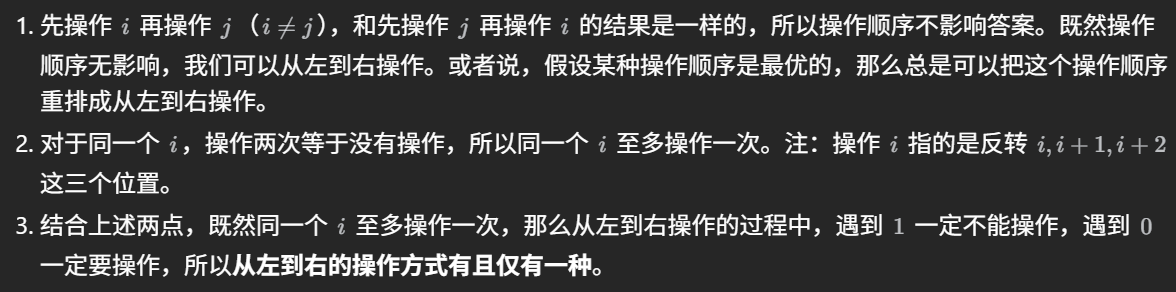 1. 先操作 i 再操作 j（i ≠ j），和先操作 j 再操作 i 的结果是一样的，所以操作顺序不影响答案。既然操作
顺序无影响，我们可以从左到右操作。或者说，假设某种操作顺序是最优的，那么总是可以把这个操作顺序
重排成从左到右操作。
2. 对于同一个 i，操作两次等于没有操作，所以同一个 i 至多操作一次。注：操作 i 指的是反转 i, i + 1, i + 2
这三个位置。
3. 结合上述两点，既然同一个 i 至多操作一次，那么从左到右操作的过程中，遇到 1 一定不能操作，遇到 0
一定要操作，所以从左到右的操作方式有且仅有一种。